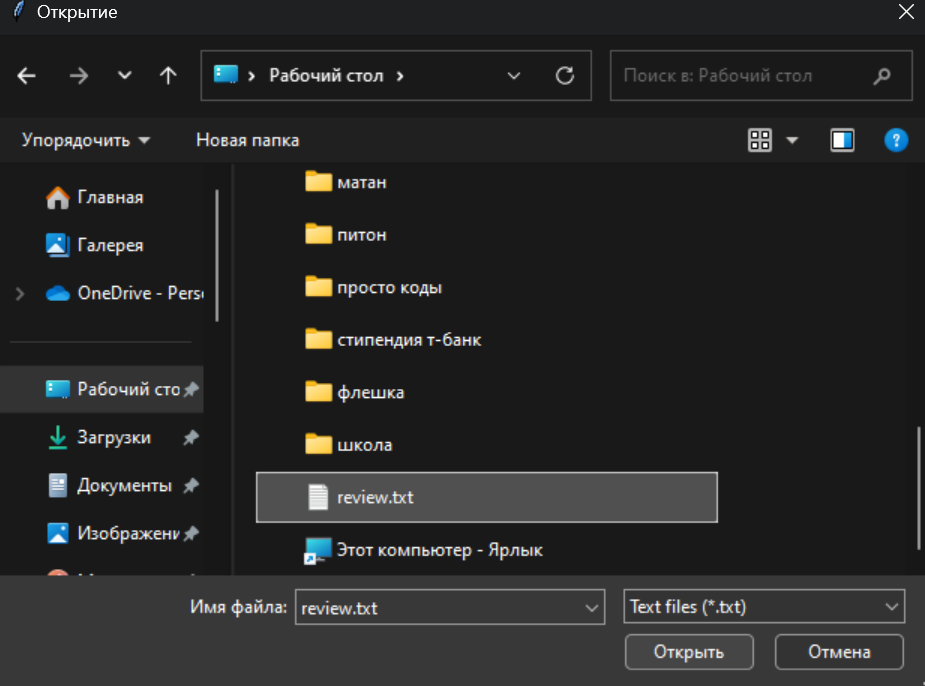 Открытие
Рабочий стол
Поиск в: Рабочий стол
Упорядочить
Новая папка
?
Главная
Галерея
OneDrive - Pers
Рабочий сто
Загрузки
Документы
Изображени
матан
питон
просто коды
стипендия т-банк
флешка
школа
review.txt
Этот компьютер - Ярлык
Имя файла:
review.txt
Text files (*.txt)
Открыть
Отмена